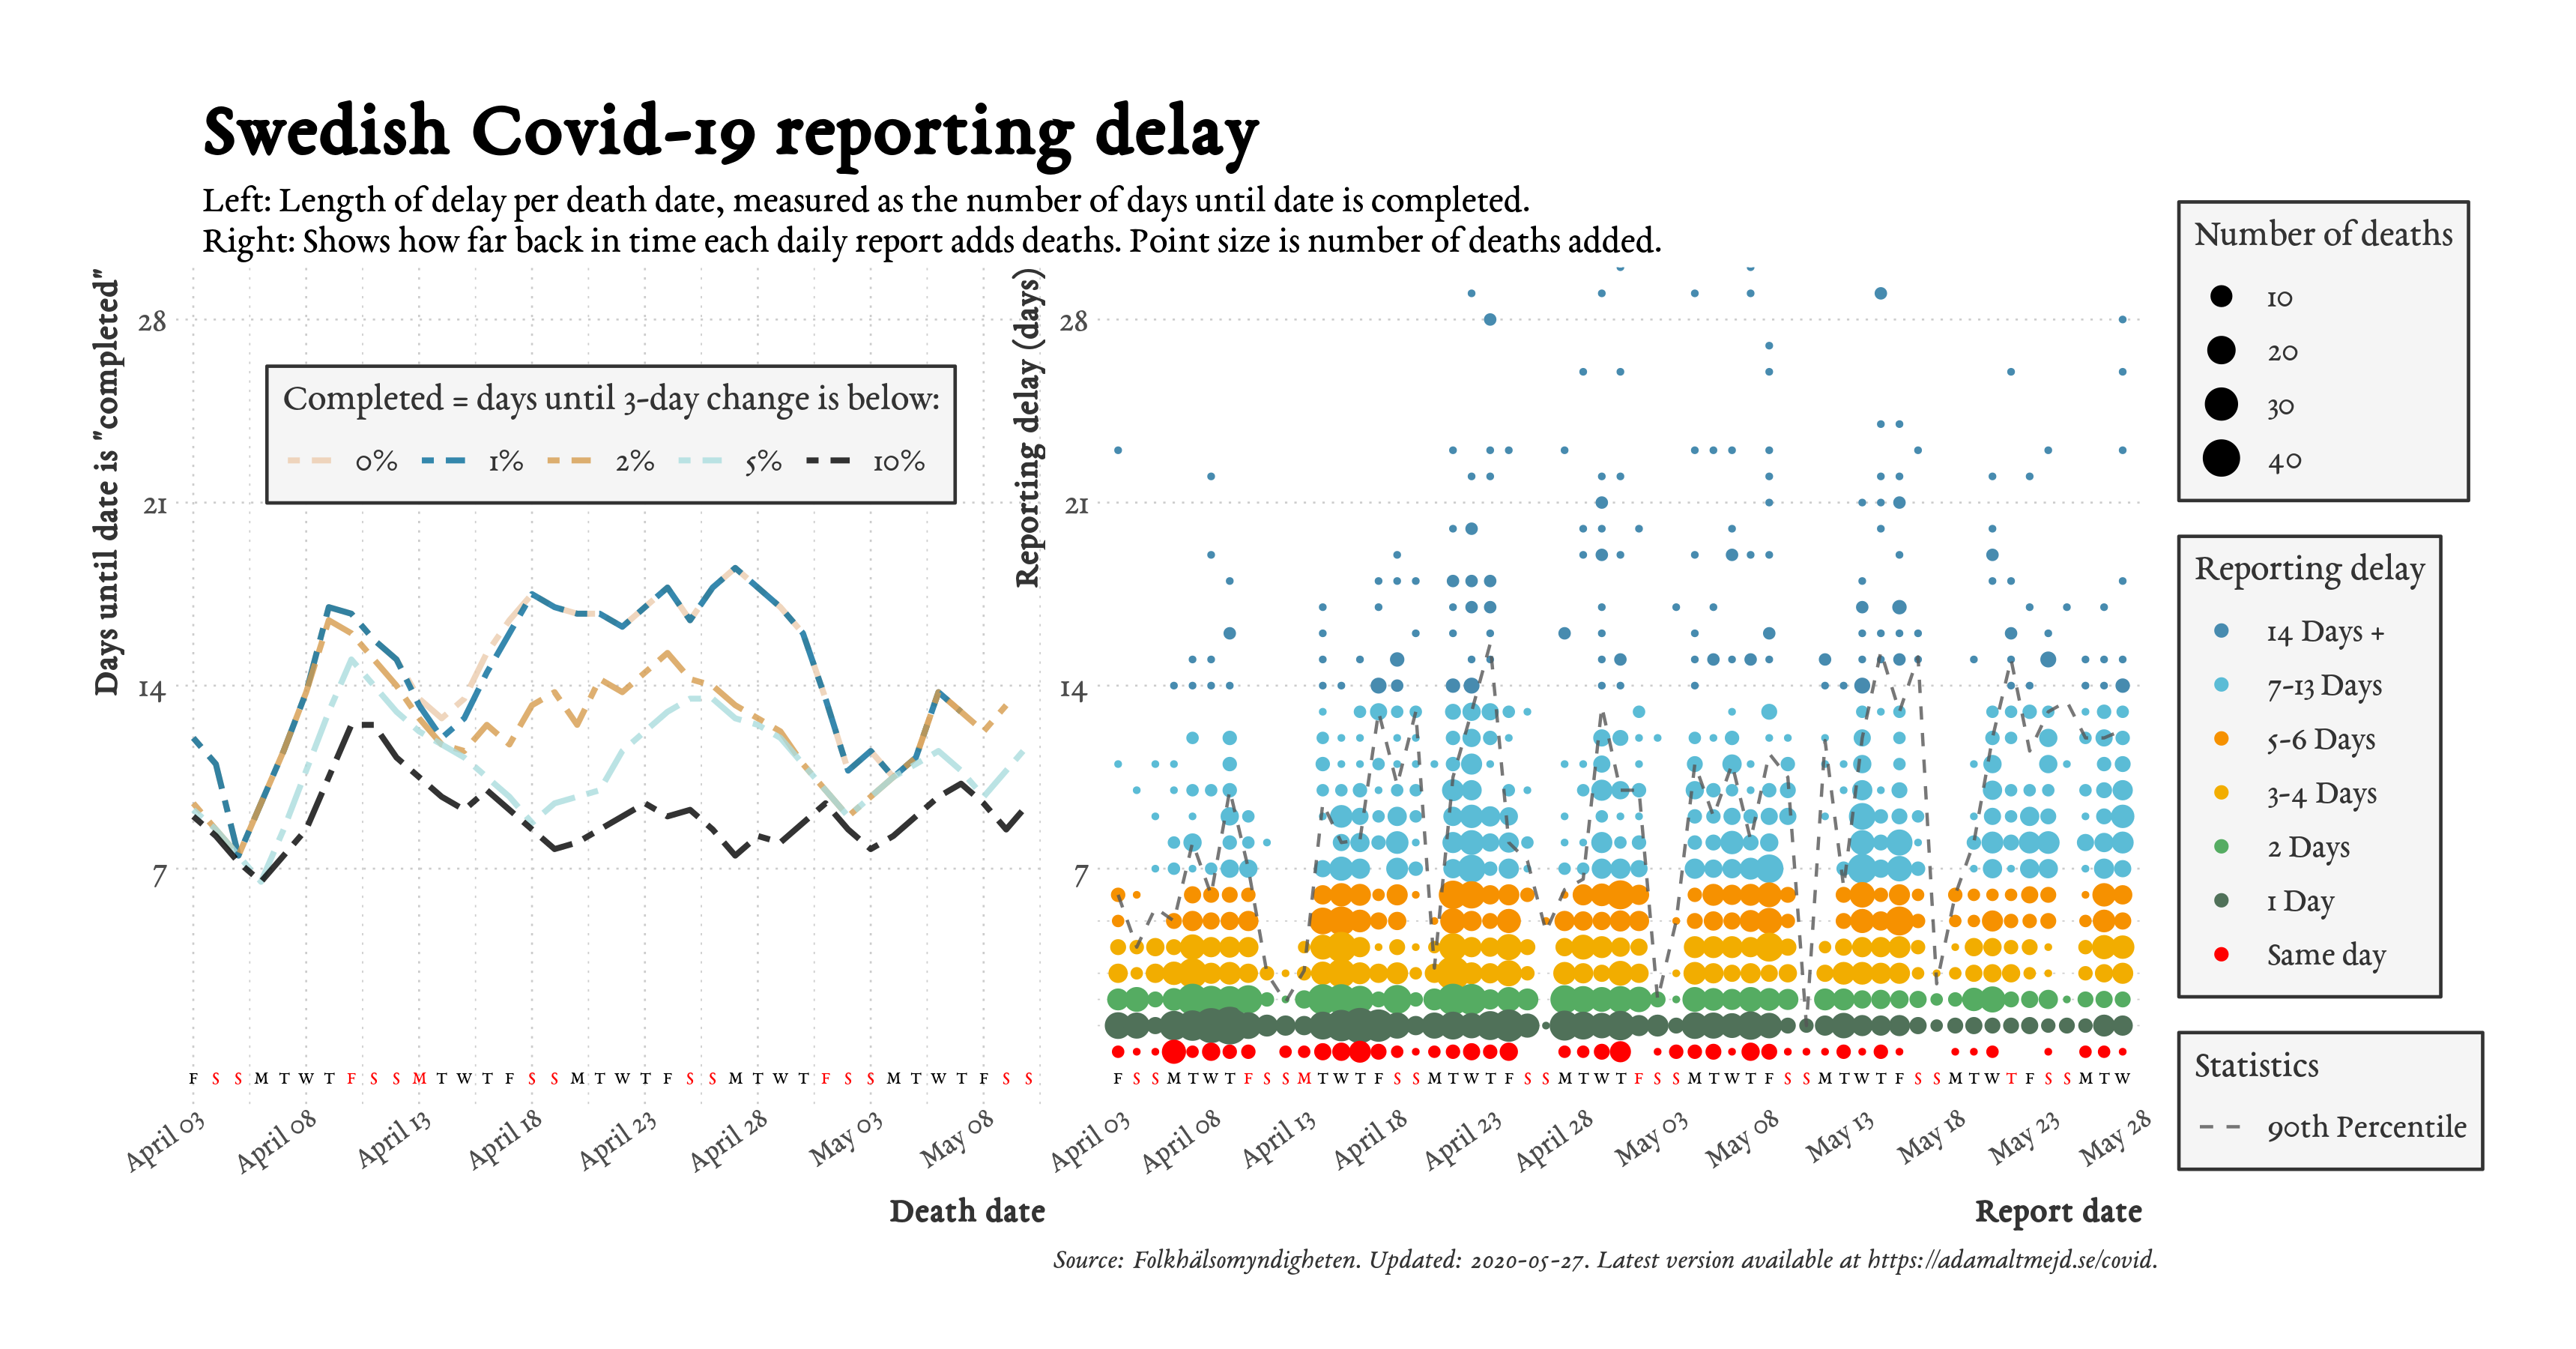 Swedish Covid-19 reporting delay
Left: Length of delay per death date, measured as the number of days until date is completed.
Right: Shows how far back in time each daily report adds deaths. Point size is number of deaths added.
Days until date is "completed"
28
21
14
7
Completed = days until 3-day change is below:
0% 1% 2% 5% 10%
F S S M T W T F S S M T W T F S S M T W T F S S M T W T F S S M T W T F S S
April 03 April 08 April 13 April 18 April 23 April 28 May 03 May 08
Death date
Reporting delay (days)
28
21
14
7
F S S M T W T F S S M T W T F S S M T W T F S S M T W T F S S M T W T F S S M T W T F S S M T W T F S S M T W
April 03 April 08 April 13 April 18 April 23 April 28 May 03 May 08 May 13 May 18 May 23 May 28
Report date
Number of deaths
10
20
30
40
Reporting delay
14 Days +
7-13 Days
5-6 Days
3-4 Days
2 Days
1 Day
Same day
Statistics
90th Percentile
Source: Folkhälsomyndigheten. Updated: 2020-05-27. Latest version available at https://adamaltmejd.se/covid.